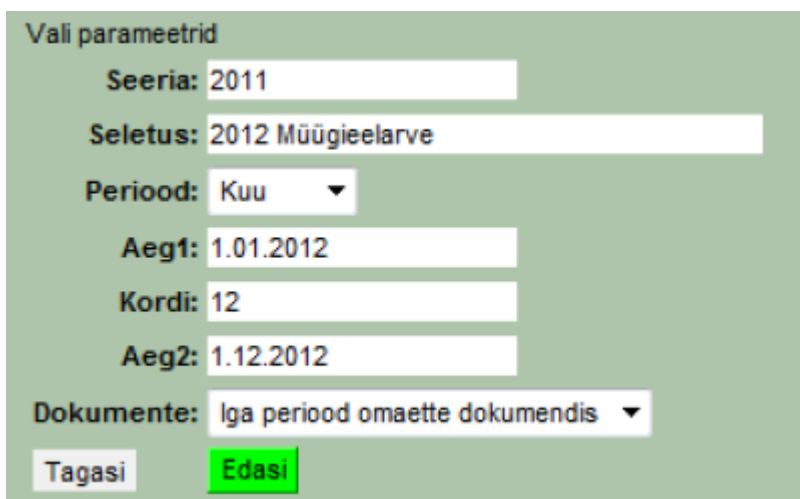 Vali parameetrid
Seeria: 2011
Seletus: 2012 Müügieelarve
Periood: Kuu
Aeg1: 1.01.2012
Kordi: 12
Aeg2: 1.12.2012
Dokumente: Iga periood omaette dokumendis
Tagasi Edasi